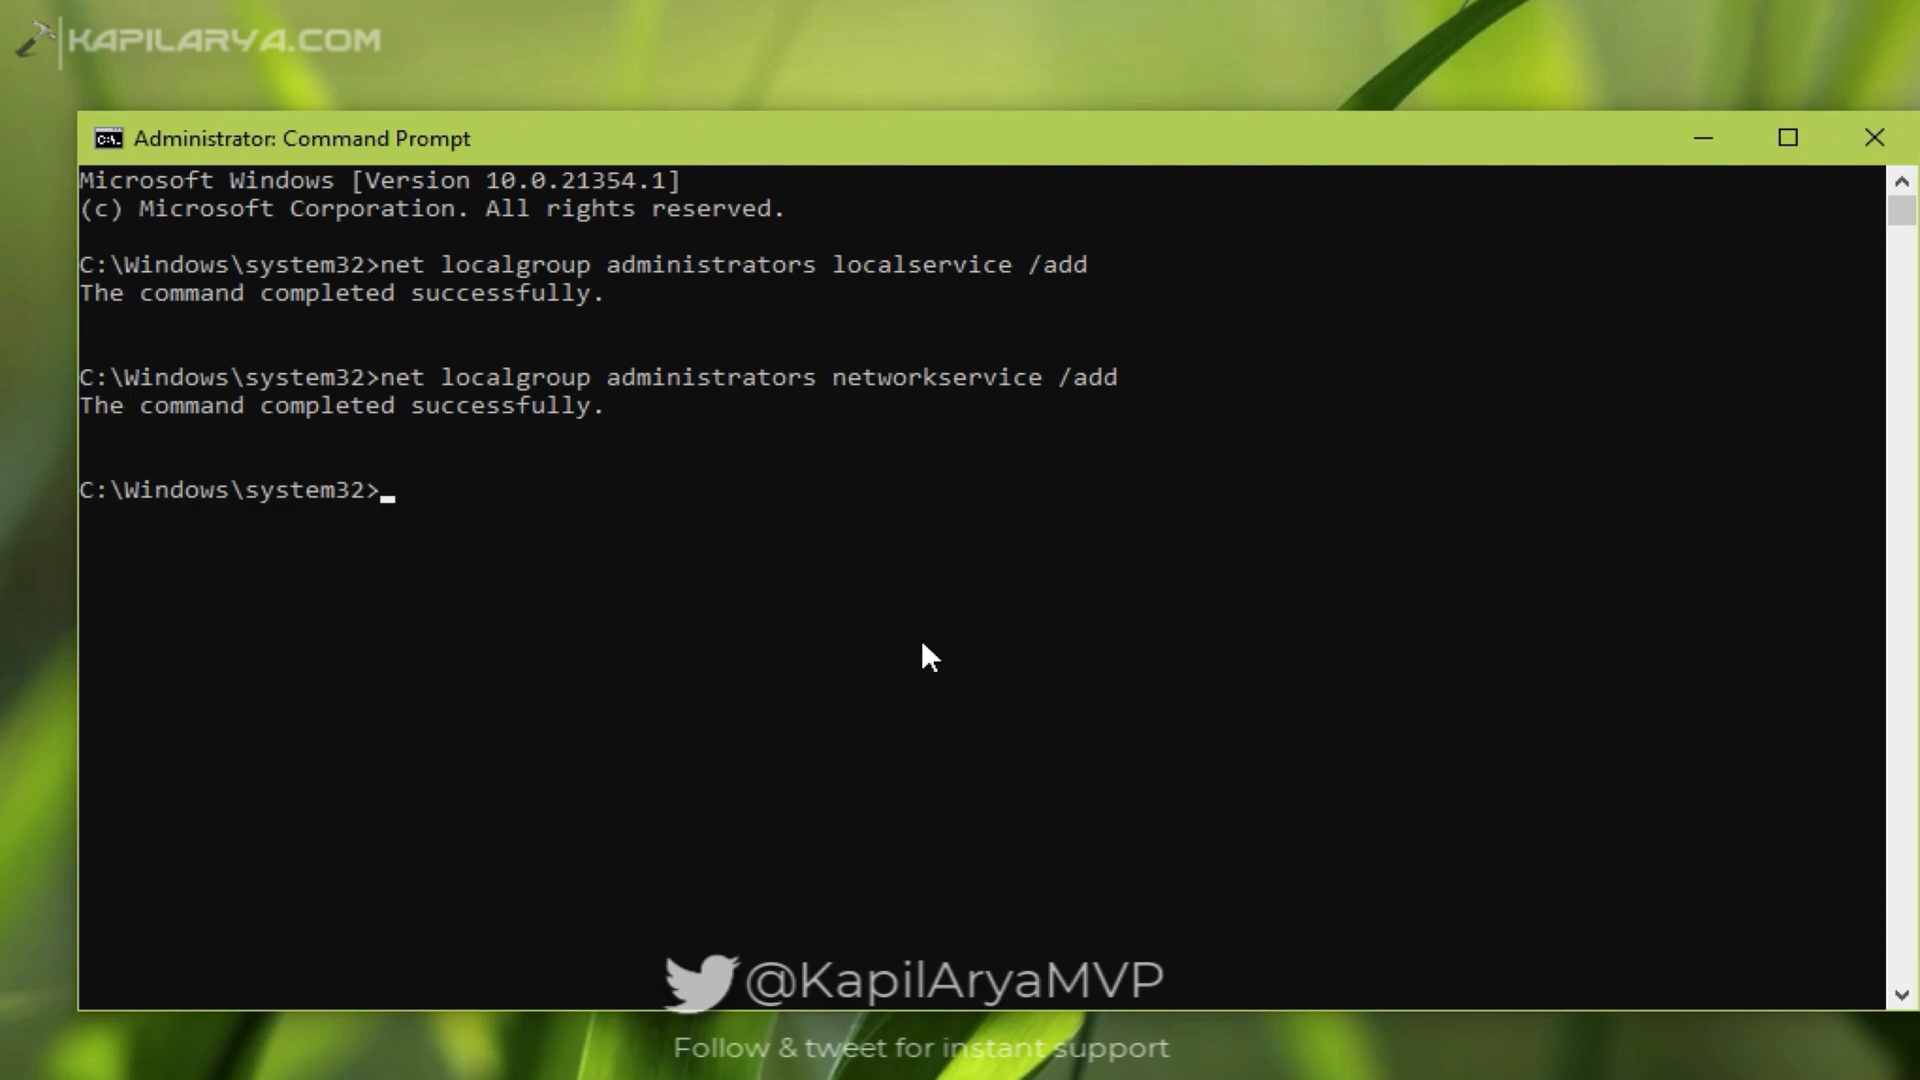 KAPILARYA.COM
Administrator: Command Prompt
Microsoft Windows [Version 10.0.21354.1]
(c) Microsoft Corporation. All rights reserved.
C:\Windows\system32>net localgroup administrators localservice /add
The command completed successfully.
C:\Windows\system32>net localgroup administrators networkservice /add
The command completed successfully.
C:\Windows\system32>
@KapilAryaMVP
Follow & tweet for instant support